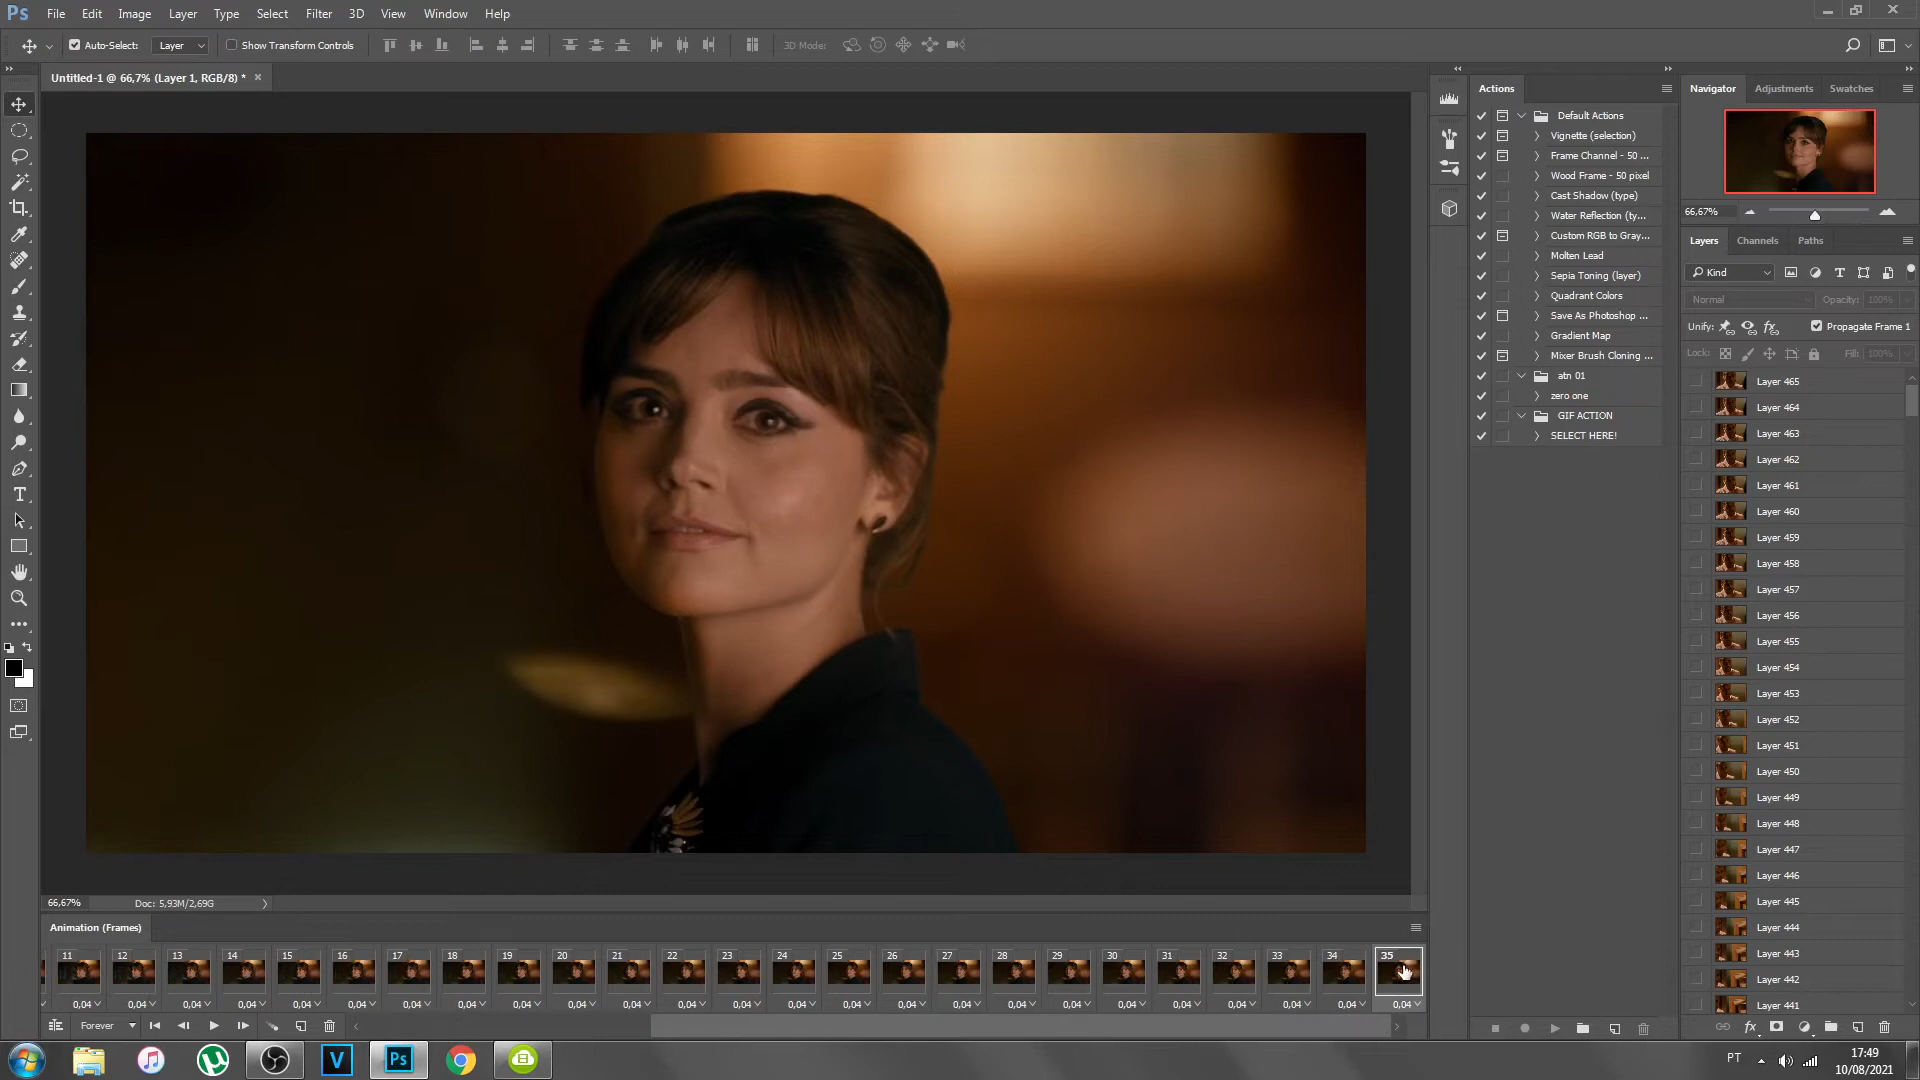 Ps File Edit Image Layer Type Select Filter 3D View Window Help
Auto-Select: Layer Show Transform Controls 3D Mode:
Untitled-1 @ 66,7% (Layer 1, RGB/8) * ×
Actions
Default Actions
Vignette (selection)
Frame Channel - 50 ...
Wood Frame - 50 pixel
Cast Shadow (type)
Water Reflection (ty...
Custom RGB to Gray...
Molten Lead
Sepia Toning (layer)
Quadrant Colors
Save As Photoshop ...
Gradient Map
Mixer Brush Cloning ...
atn 01
zero one
GIF ACTION
SELECT HERE!
Navigator Adjustments Swatches
66,67%
Layers Channels Paths
Kind
Normal Opacity: 100%
Unify: Propagate Frame 1
Lock: Fill: 100%
Layer 465
Layer 464
Layer 463
Layer 462
Layer 461
Layer 460
Layer 459
Layer 458
Layer 457
Layer 456
Layer 455
Layer 454
Layer 453
Layer 452
Layer 451
Layer 450
Layer 449
Layer 448
Layer 447
Layer 446
Layer 445
Layer 444
Layer 443
Layer 442
Layer 441
66,67% Doc: 5,93M/2,69G
Animation (Frames)
11 12 13 14 15 16 17 18 19 20 21 22 23 24 25 26 27 28 29 30 31 32 33 34 35
0,04 0,04 0,04 0,04 0,04 0,04 0,04 0,04 0,04 0,04 0,04 0,04 0,04 0,04 0,04 0,04 0,04 0,04 0,04 0,04 0,04 0,04 0,04 0,04 0,04
Forever
V Ps PT 17:49
10/08/2021